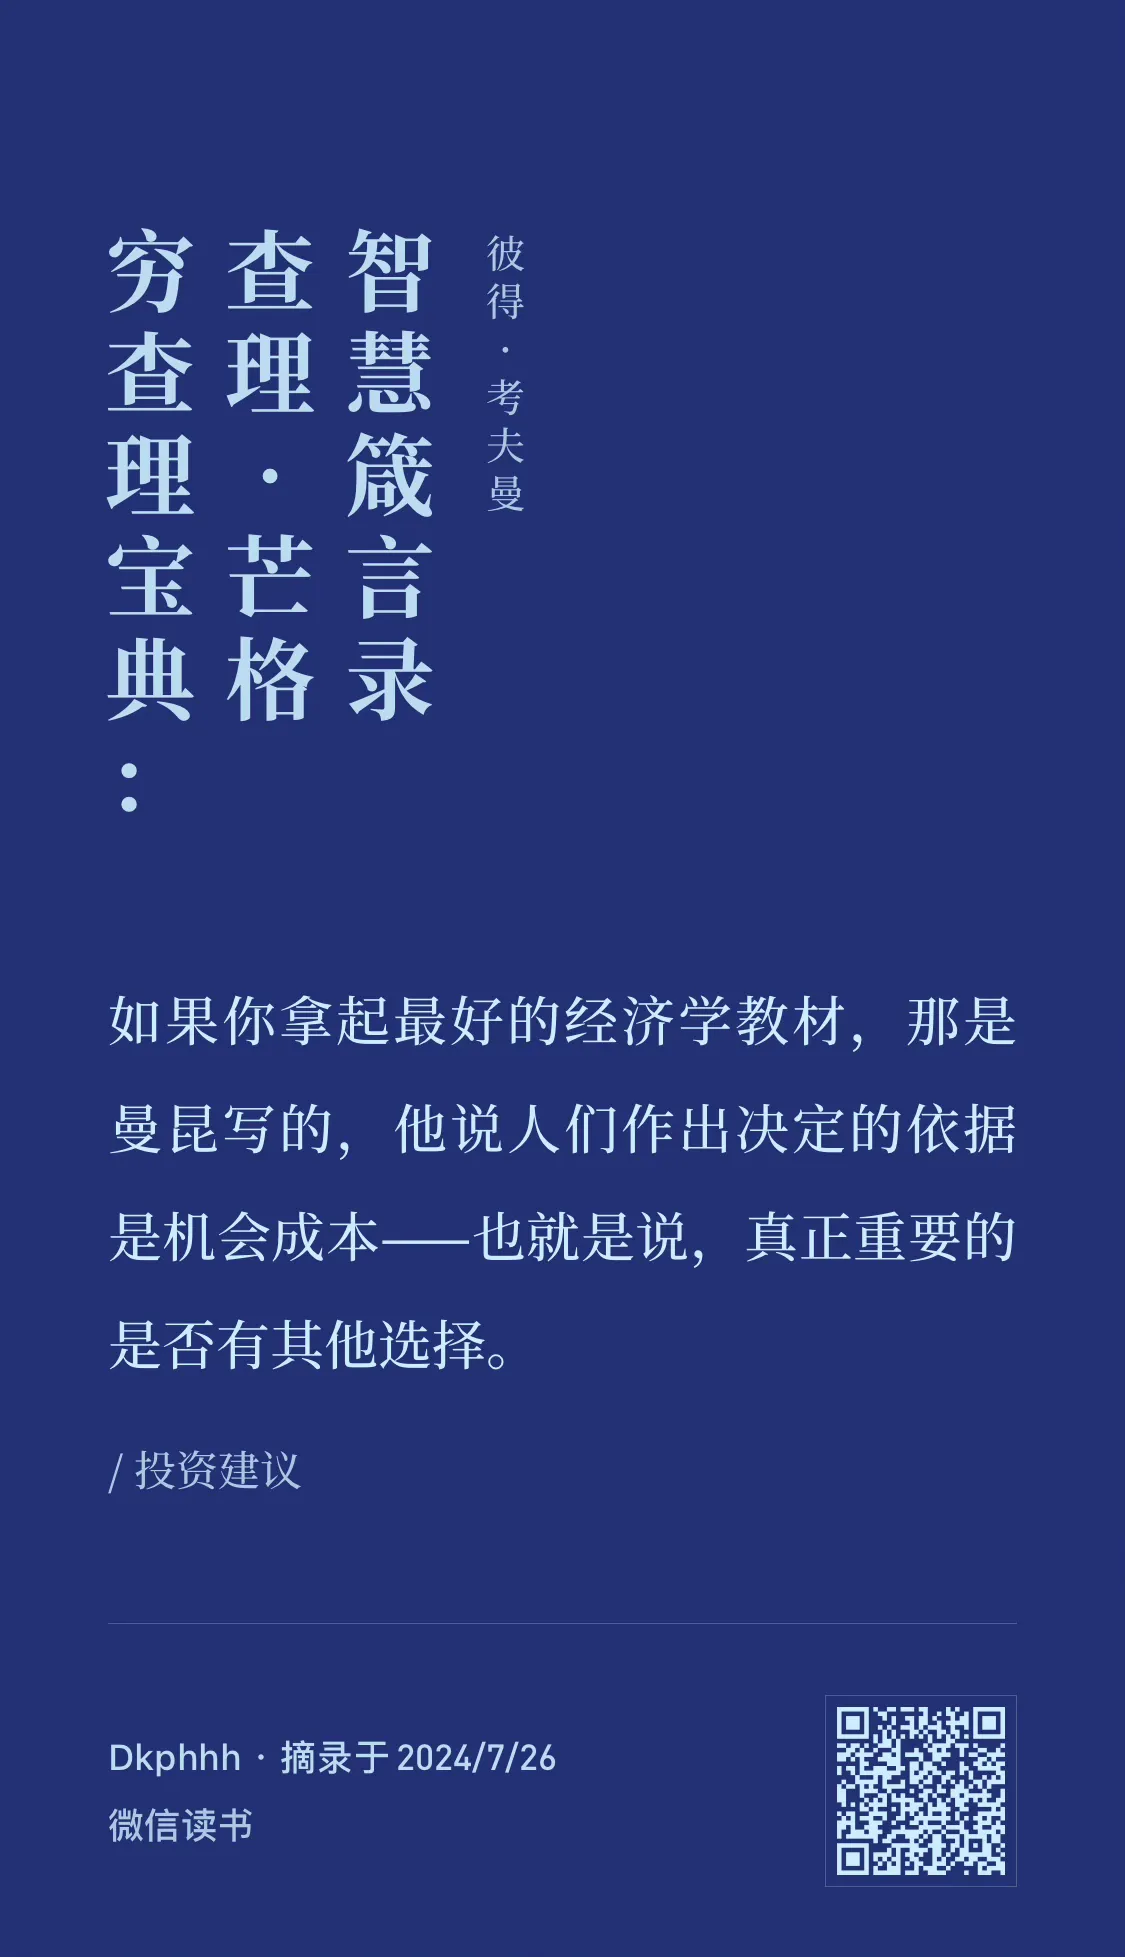 穷查理宝典：
查理·芒格
智慧箴言录
彼得·考夫曼
如果你拿起最好的经济学教材，那是
曼昆写的，他说人们作出决定的依据
是机会成本——也就是说，真正重要的
是否有其他选择。
/ 投资建议
Dkphhh · 摘录于 2024/7/26
微信读书